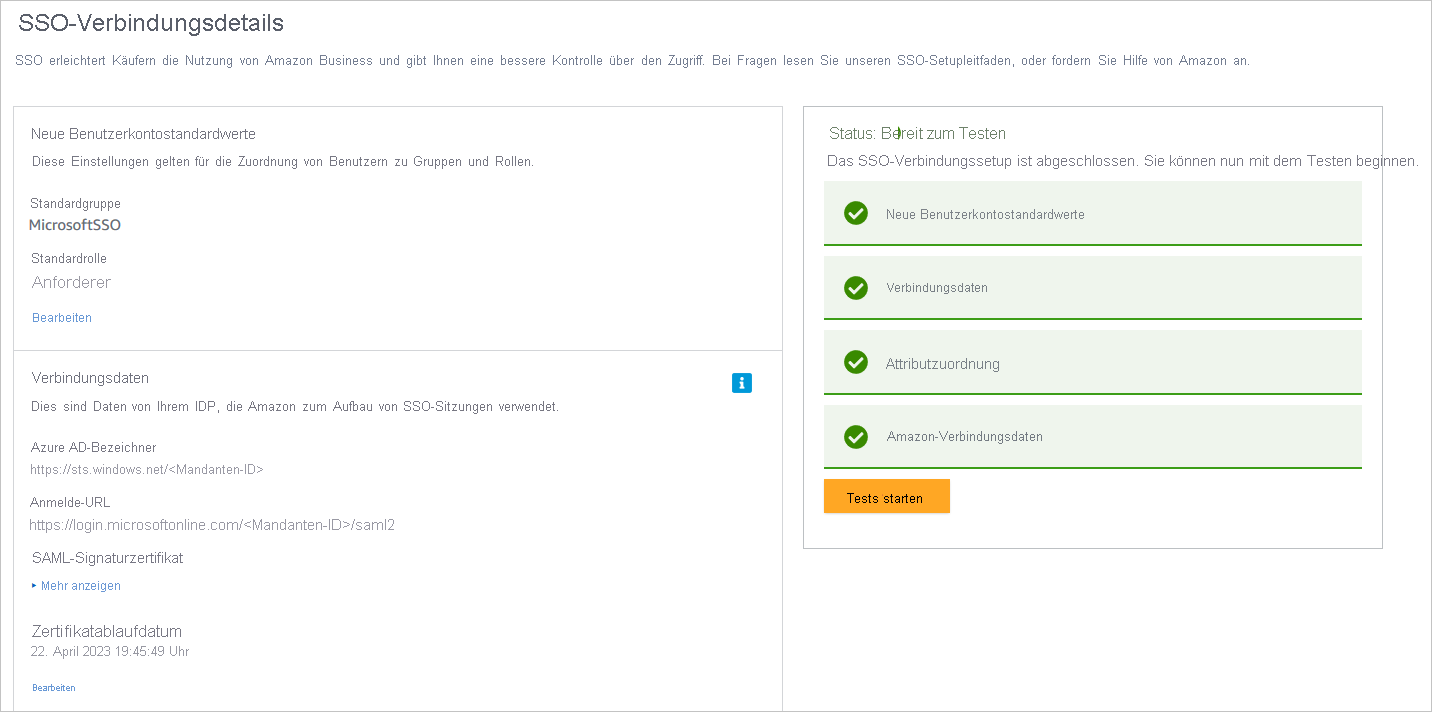 SSO-Verbindungsdetails
SSO erleichtert Käufern die Nutzung von Amazon Business und gibt Ihnen eine bessere Kontrolle über den Zugriff. Bei Fragen lesen Sie unseren SSO-Setupleitfaden, oder fordern Sie Hilfe von Amazon an.
Neue Benutzerkontostandardwerte
Diese Einstellungen gelten für die Zuordnung von Benutzern zu Gruppen und Rollen.
Standardgruppe
MicrosoftSSO
Standardrolle
Anforderer
Bearbeiten
Verbindungsdaten
Dies sind Daten von Ihrem IDP, die Amazon zum Aufbau von SSO-Sitzungen verwendet.
Azure AD-Bezeichner
https://sts.windows.net/<Mandanten-ID>
Anmelde-URL
https://login.microsoftonline.com/<Mandanten-ID>/saml2
SAML-Signaturzertifikat
Mehr anzeigen
Zertifikatablaufdatum
22. April 2023 19:45:49 Uhr
Bearbeiten
Status: Bereit zum Testen
Das SSO-Verbindungssetup ist abgeschlossen. Sie können nun mit dem Testen beginnen.
Neue Benutzerkontostandardwerte
Verbindungsdaten
Attributzuordnung
Amazon-Verbindungsdaten
Tests starten